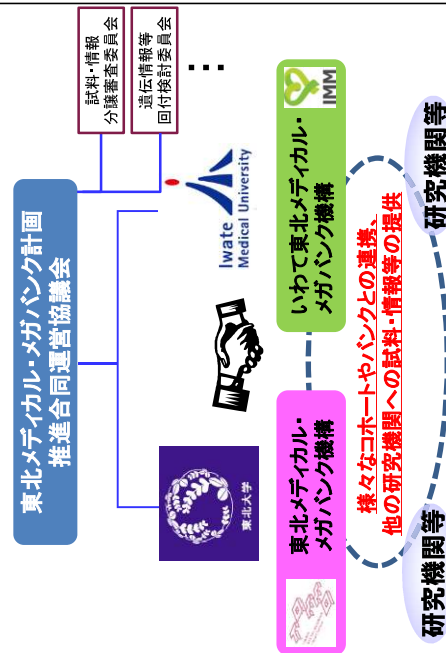 東北メディカル・メガバンク計画
推進合同運営協議会
試料・情報
分譲審査委員会
遺伝情報等
回付検討委員会
…
東北大学
Iwate
Medical University
東北メディカル・
メガバンク機構
いわて東北メディカル・
メガバンク機構
IMM
様々なコホートやバンクとの連携、
他の研究機関への試料・情報等の提供
研究機関等
研究機関等